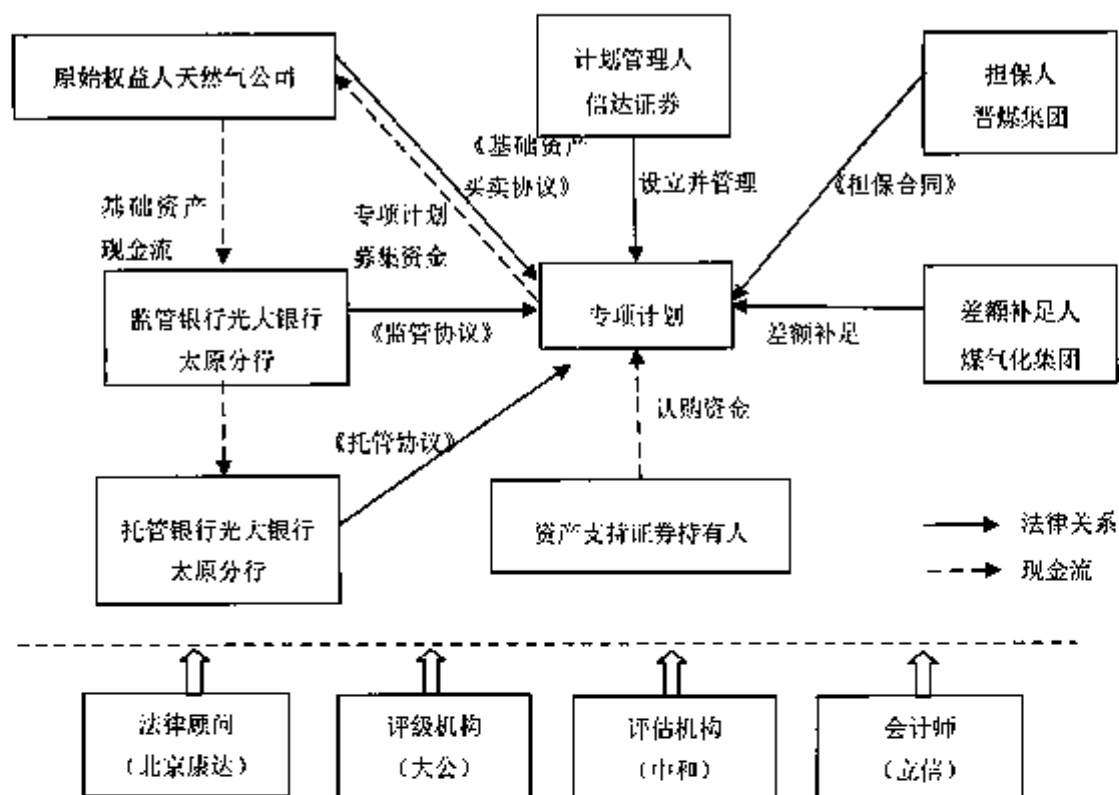 原始权益人天然气公司
计划管理人
信达证券
担保人
晋煤集团
《基础资产
买卖协议》
设立并管理
《担保合同》
基础资产
现金流
专项计划
募集资金
监管银行光大银行
太原分行
《监管协议》
专项计划
差额补足
差额补足人
煤气化集团
认购资金
《托管协议》
托管银行光大银行
太原分行
资产支持证券持有人
法律关系
现金流
法律顾问
（北京康达）
评级机构
（大公）
评估机构
（中和）
会计师
（立信）